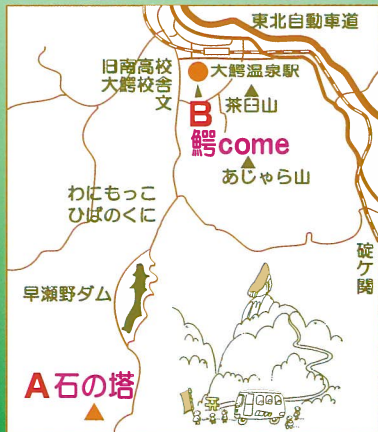 東北自動車道
旧南高校
大鰐校舎
文
大鰐温泉駅
茶臼山
B
鰐come
あじゃら山
わにもっこ
ひばのくに
碇ケ関
早瀬野ダム
A 石の塔